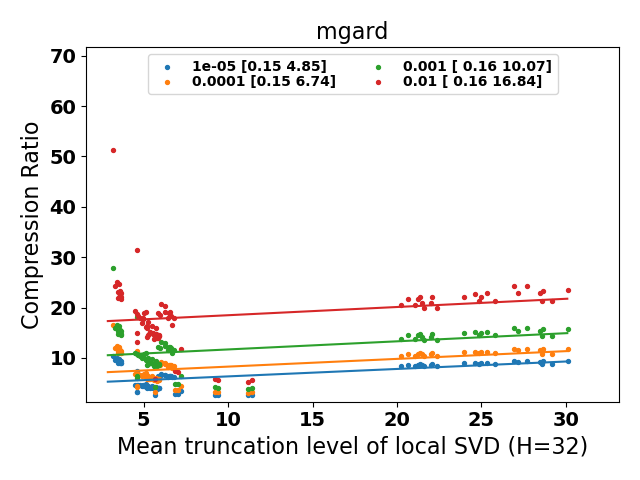 mgard
1e-05 [0.15 4.85]
0.0001 [0.15 6.74]
0.001 [ 0.16 10.07]
0.01 [ 0.16 16.84]
Compression Ratio
70
60
50
40
30
20
10
5
10
15
20
25
30
Mean truncation level of local SVD (H=32)